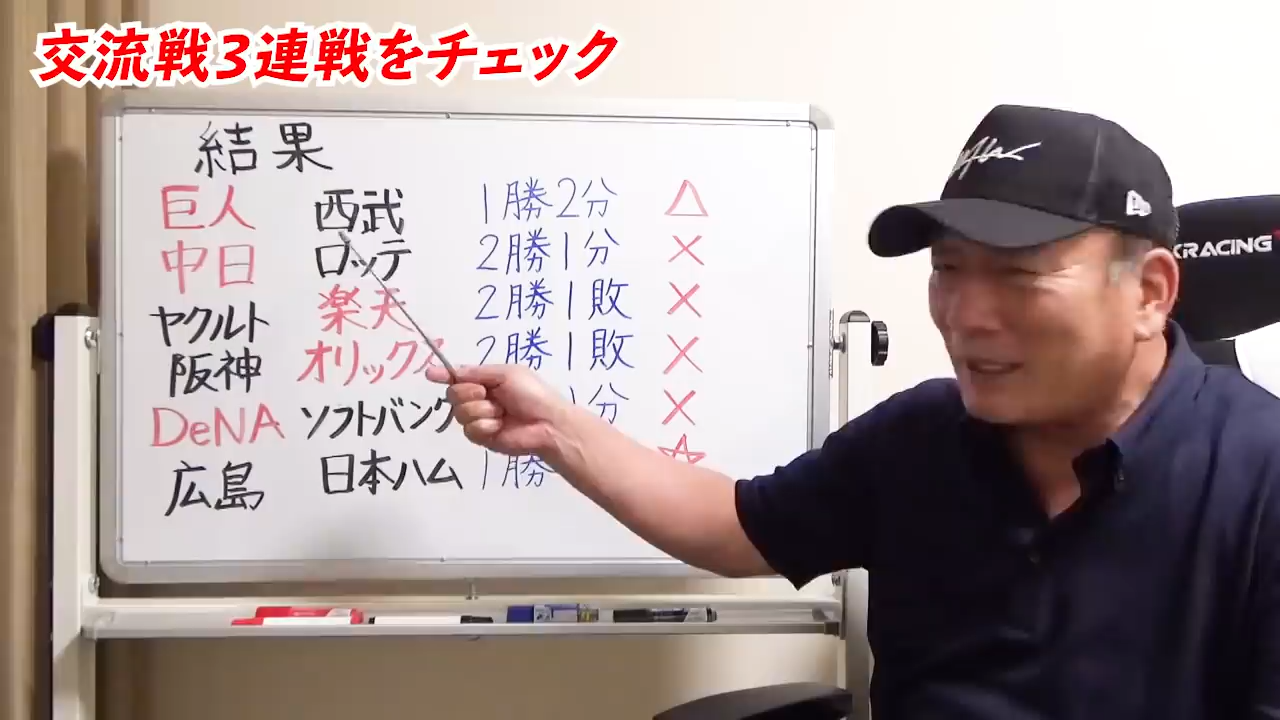 交流戦3連戦をチェック
結果
巨人 西武 1勝2分 △
中日 ロッテ 2勝1分 ×
ヤクルト 楽天 2勝1敗 ×
阪神 オリックス 2勝1敗 ×
DeNA ソフトバンク 1分 ×
広島 日本ハム 1勝 ☆
RACING